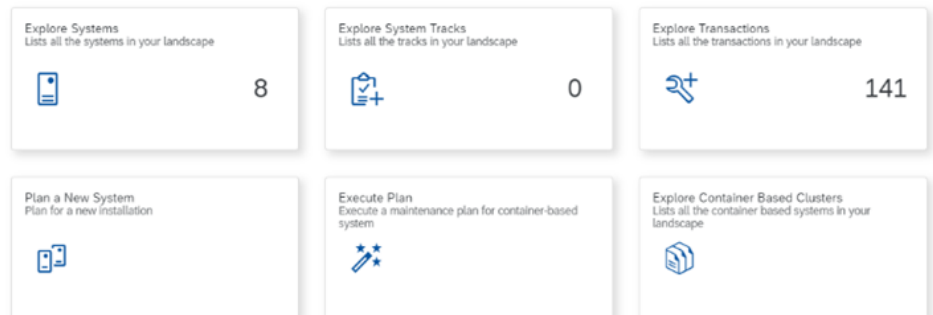 Explore Systems
Lists all the systems in your landscape
8
Explore System Tracks
Lists all the tracks in your landscape
0
Explore Transactions
Lists all the transactions in your landscape
141
Plan a New System
Plan for a new installation
Execute Plan
Execute a maintenance plan for container-based
system
Explore Container Based Clusters
Lists all the container based systems in your
landscape